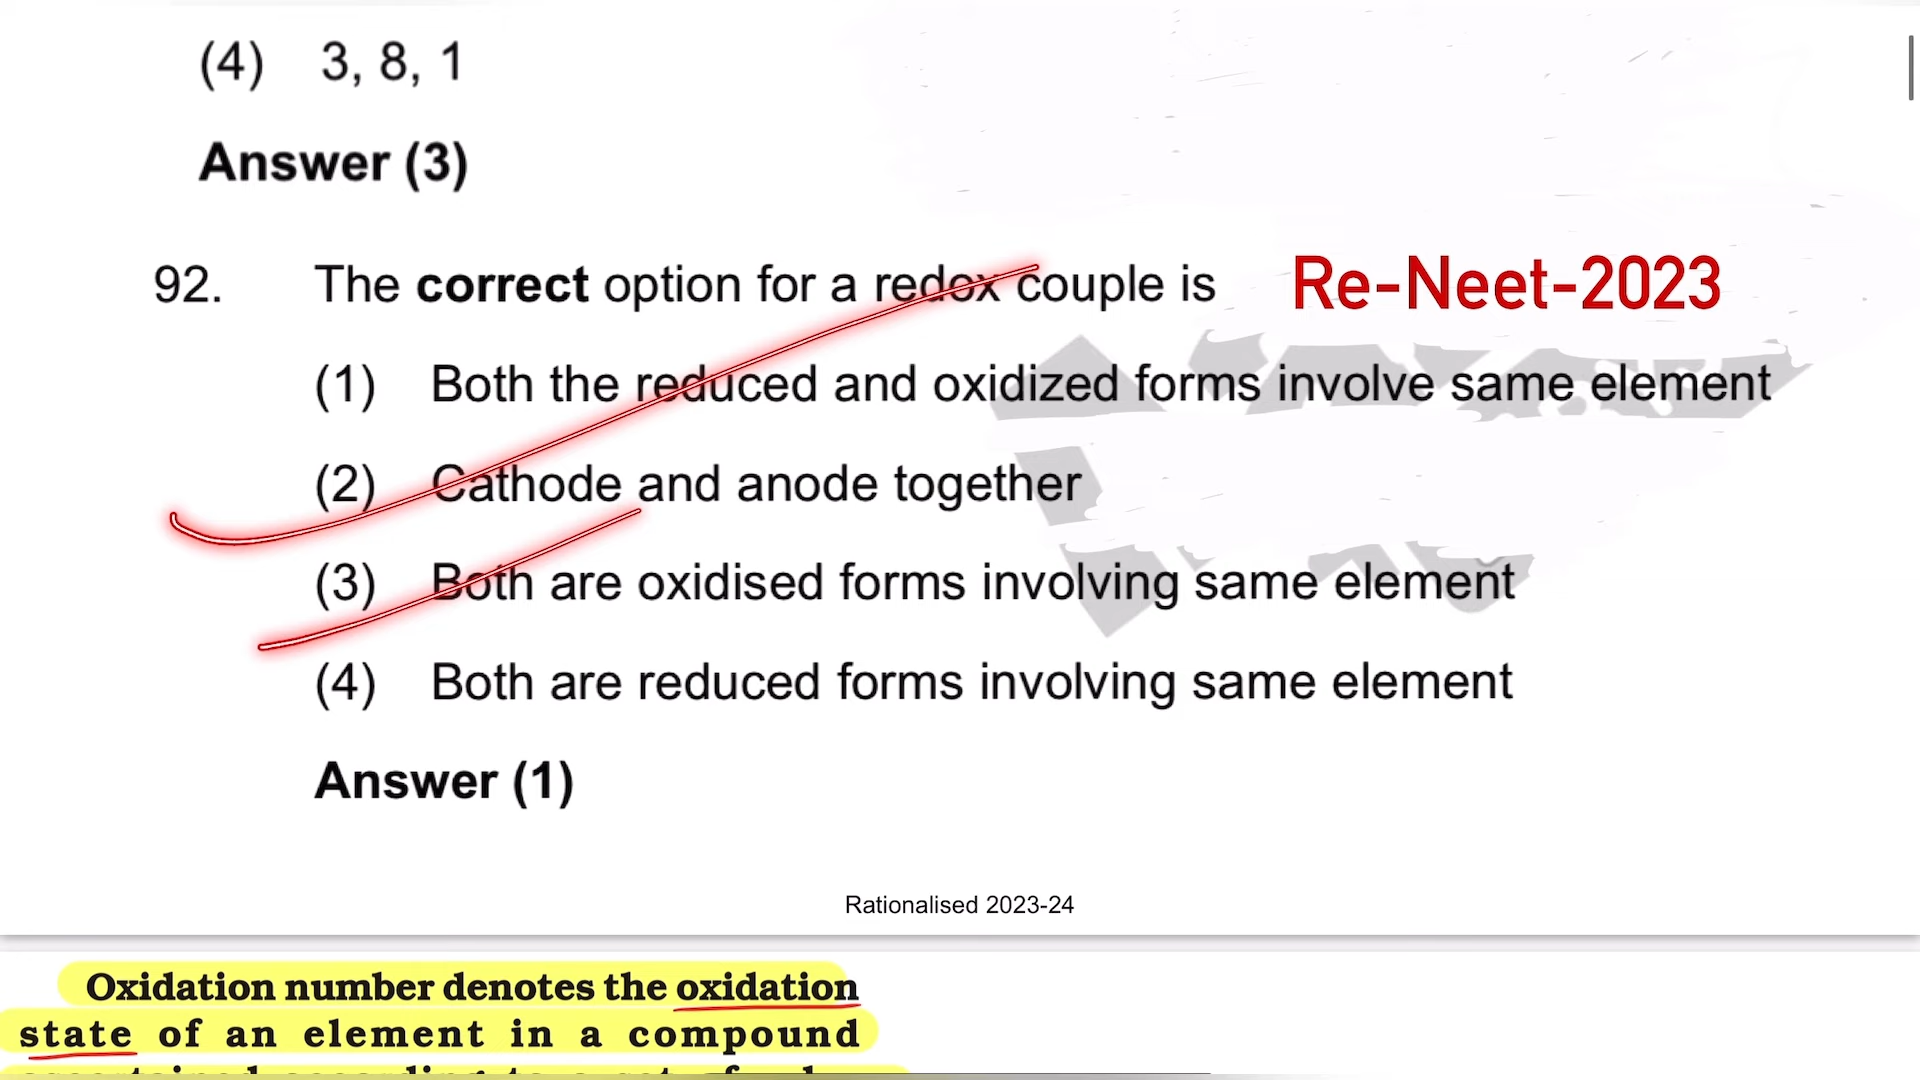 (4) 3, 8, 1
Answer (3)
92. The correct option for a redox couple is Re-Neet-2023
(1) Both the reduced and oxidized forms involve same element
(2) Cathode and anode together
(3) Both are oxidised forms involving same element
(4) Both are reduced forms involving same element
Answer (1)
Rationalised 2023-24
Oxidation number denotes the oxidation
state of an element in a compound